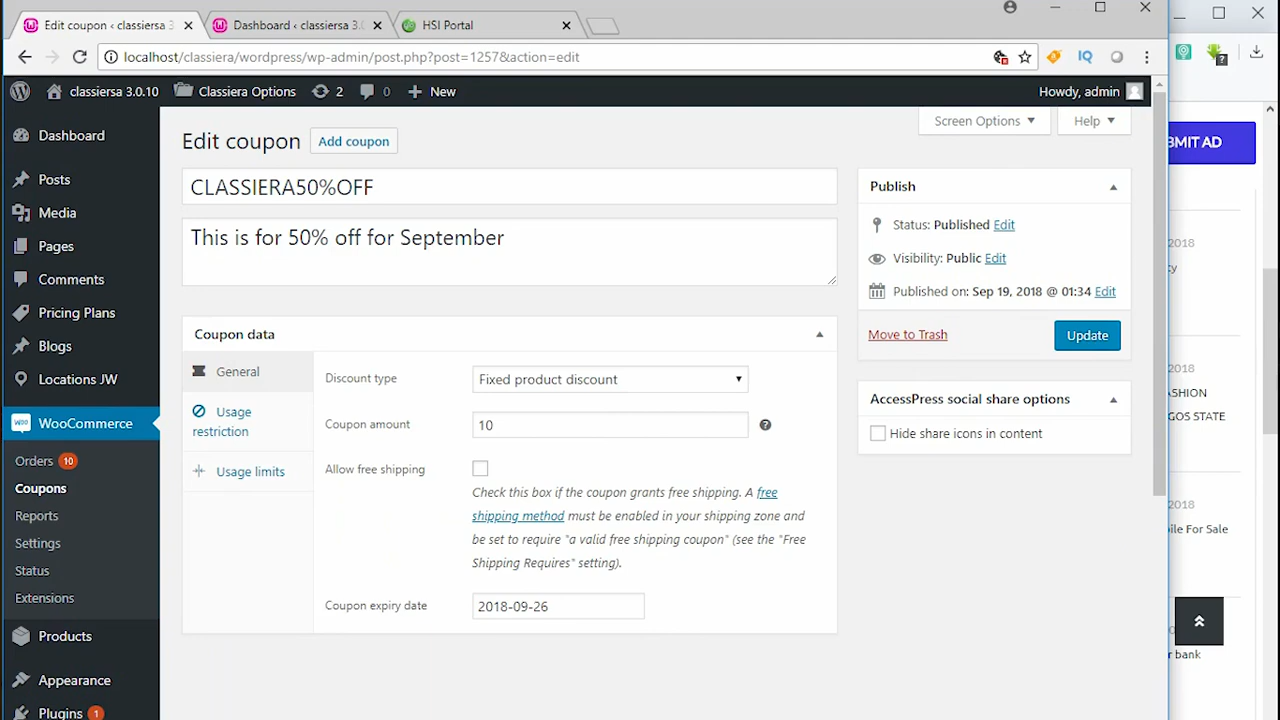 Edit coupon ‹ classiera 3
Dashboard ‹ classiersa 3.0
HSI Portal
localhost/classiera/wordpress/wp-admin/post.php?post=1257&action=edit
IQ
classiersa 3.0.10
Classiera Options
2
0
New
Howdy, admin
Screen Options
Help
Dashboard
Posts
Media
Pages
Comments
Pricing Plans
Blogs
Locations JW
WooCommerce
Orders 10
Coupons
Reports
Settings
Status
Extensions
Products
Appearance
Plugins 1
Edit coupon
Add coupon
CLASSIERA50%OFF
This is for 50% off for September
Coupon data
General
Usage
restriction
Usage limits
Discount type
Fixed product discount
Coupon amount
10
Allow free shipping
Check this box if the coupon grants free shipping. A free
shipping method must be enabled in your shipping zone and
be set to require "a valid free shipping coupon" (see the "Free
Shipping Requires" setting).
Coupon expiry date
2018-09-26
Publish
Status: Published Edit
Visibility: Public Edit
Published on: Sep 19, 2018 @ 01:34 Edit
Move to Trash
Update
AccessPress social share options
Hide share icons in content
BMIT AD
2018
cy
2018
SHION
GOS STATE
2018
bile For Sale
r bank